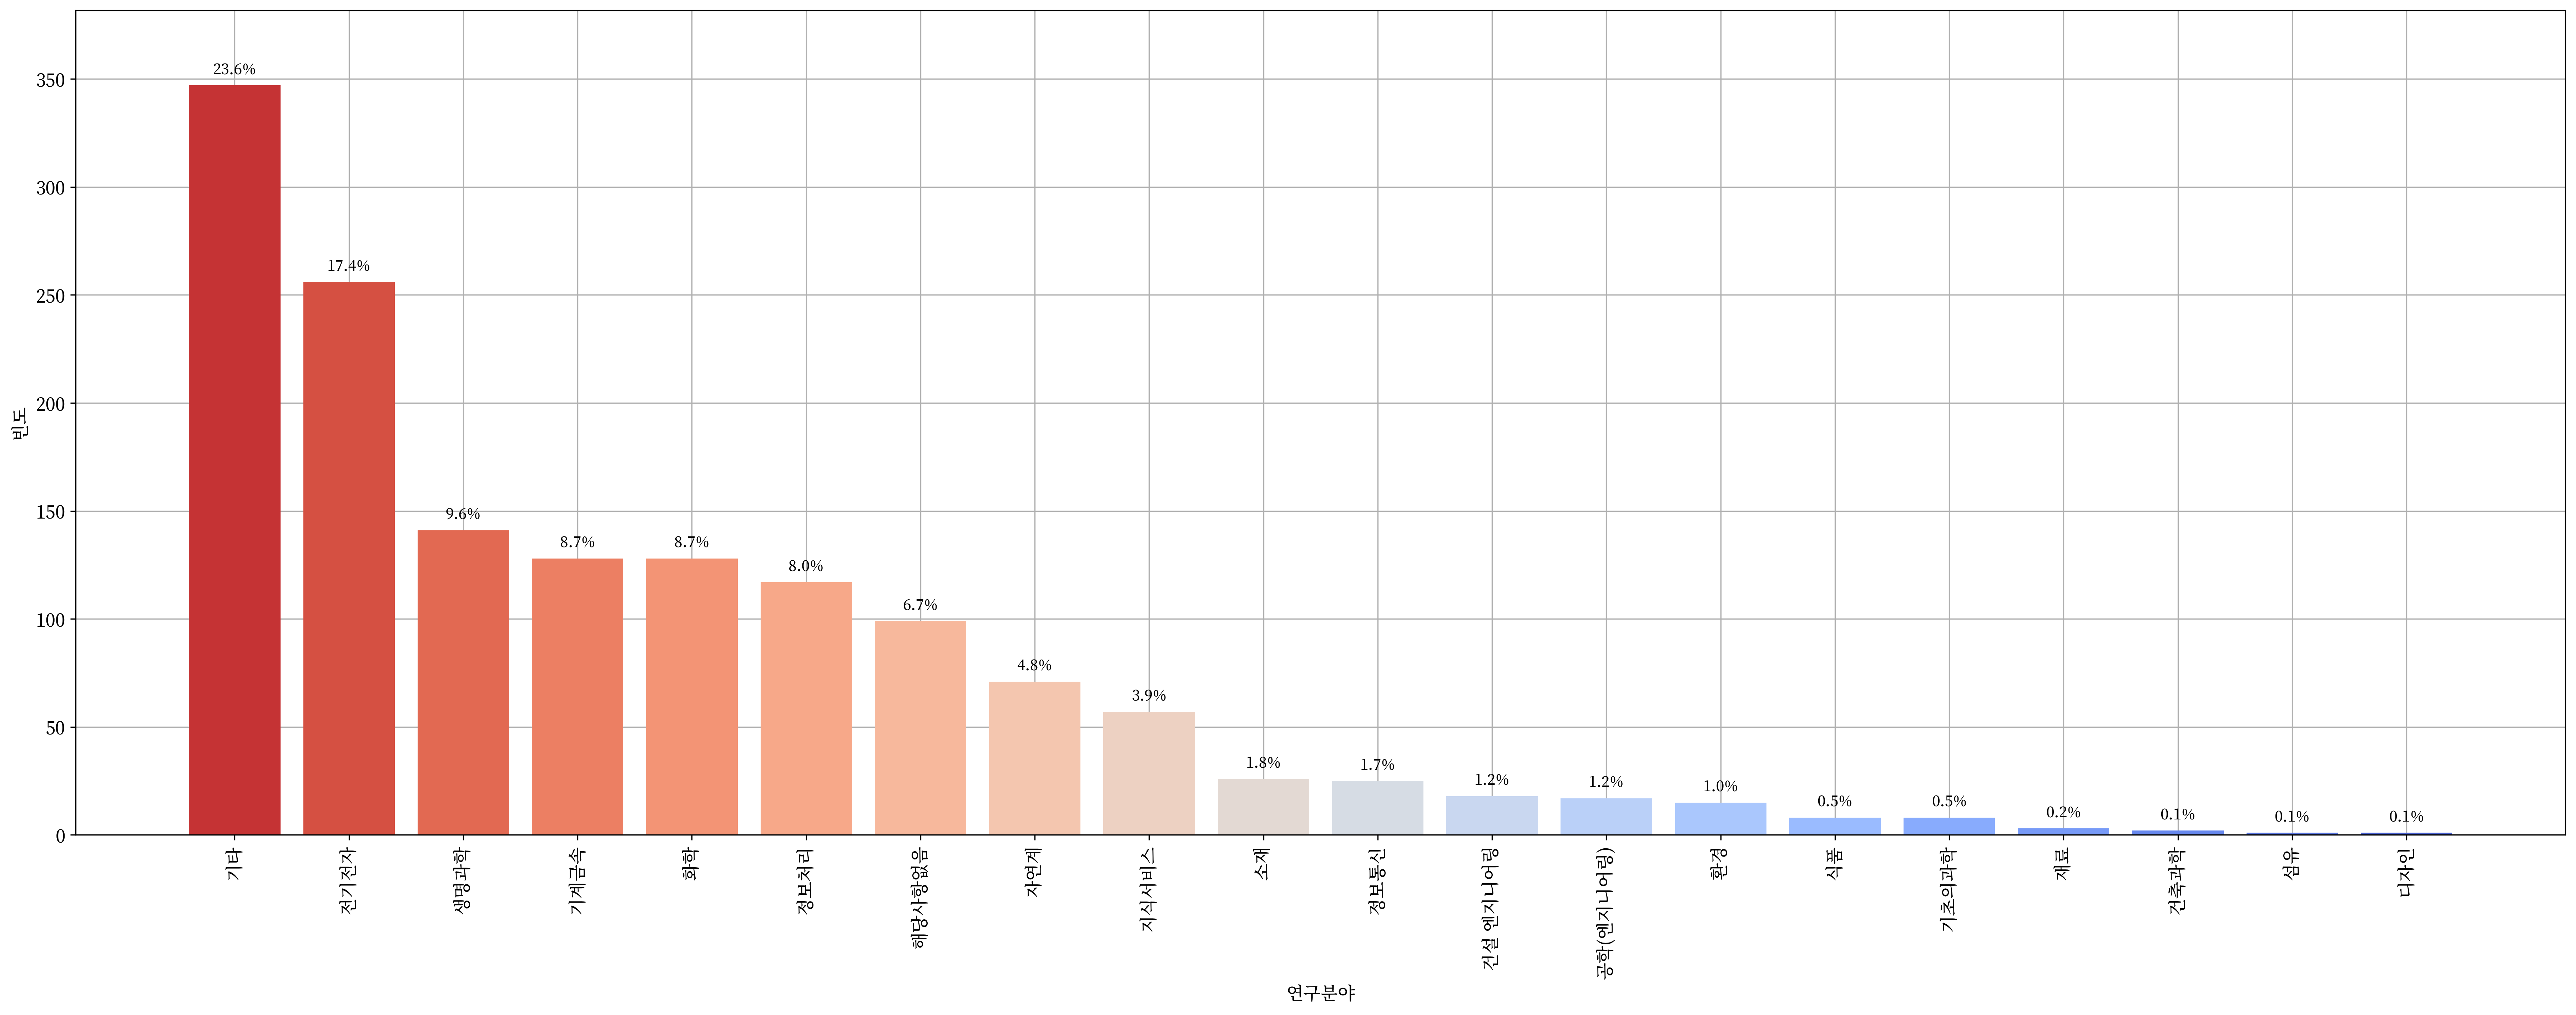 350
300
250
200
150
100
50
0
빈도
23.6%
17.4%
9.6%
8.7%
8.7%
8.0%
6.7%
4.8%
3.9%
1.8%
1.7%
1.2%
1.2%
1.0%
0.5%
0.5%
0.2%
0.1%
0.1%
0.1%
기타
전기전자
생명과학
기계금속
화학
정보처리
해당사항없음
자연계
지식서비스
소재
정보통신
건설 엔지니어링
공학(엔지니어링)
환경
식품
기초의과학
재료
건축과학
섬유
디자인
연구분야